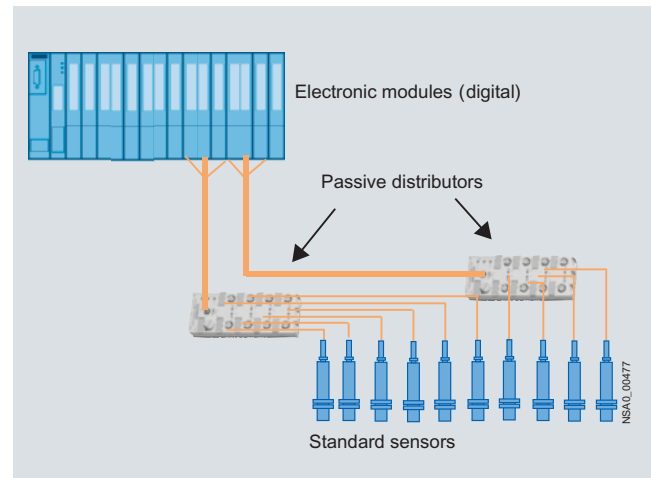 Electronic modules (digital)
Passive distributors
NSA0_00477
Standard sensors